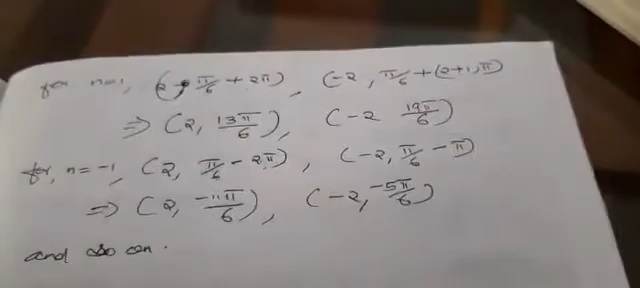 for n=1, (2, π/6 + 2π), (-2, π/6 + (2+1)π)
⇒ (2, 13π/6), (-2 19π/6)
for, n=-1, (2, π/6 - 2π), (-2, π/6 - π)
⇒ (2, -11π/6), (-2, -5π/6)
and so on.